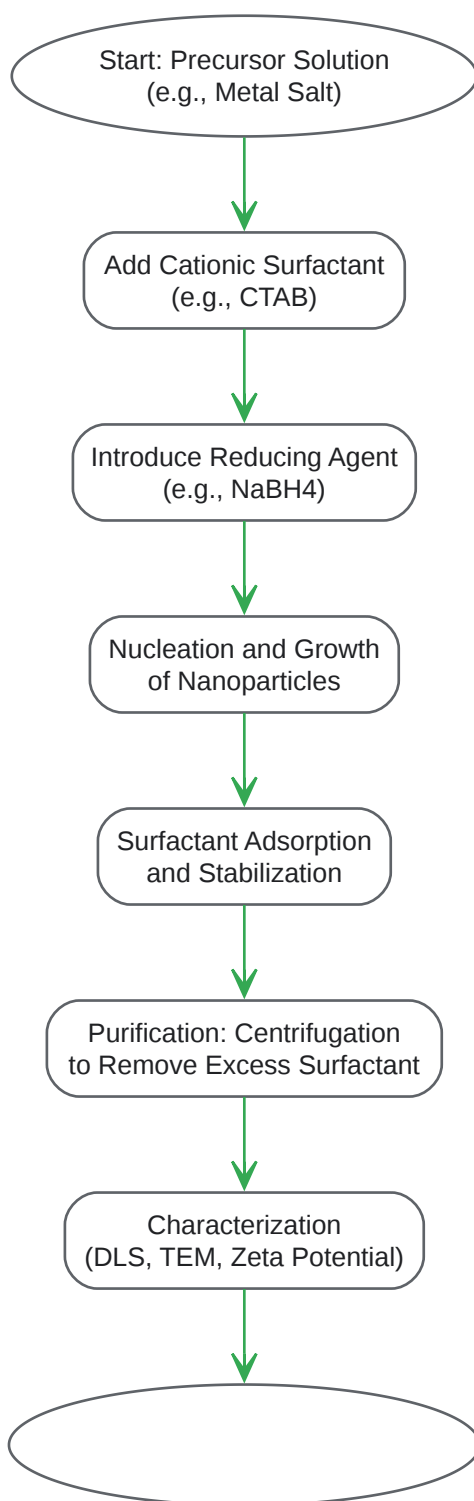 Start: Precursor Solution
(e.g., Metal Salt)
Add Cationic Surfactant
(e.g., CTAB)
Introduce Reducing Agent
(e.g., NaBH4)
Nucleation and Growth
of Nanoparticles
Surfactant Adsorption
and Stabilization
Purification: Centrifugation
to Remove Excess Surfactant
Characterization
(DLS, TEM, Zeta Potential)